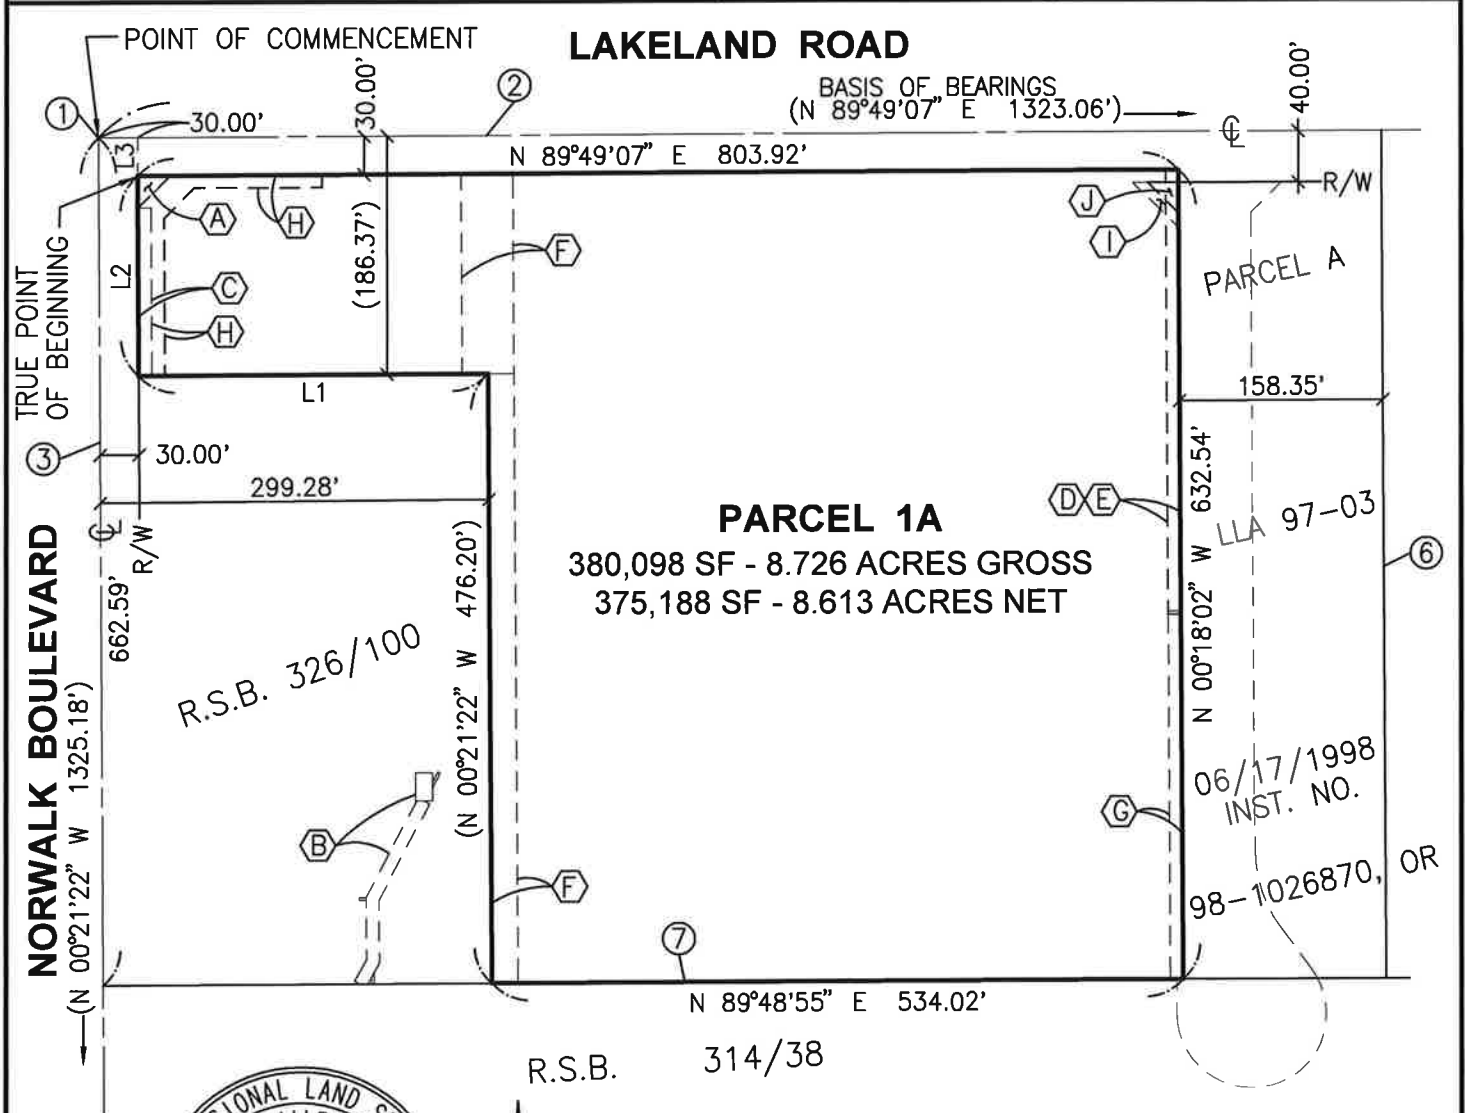 POINT OF COMMENCEMENT
LAKELAND ROAD
BASIS OF BEARINGS
(N 89°49'07" E 1323.06')
40.00'
30.00'
2
1
30.00'
L3
℄
N 89°49'07" E 803.92'
R/W
A
H
J
I
F
(186.37')
PARCEL A
L2
C
H
TRUE POINT
OF BEGINNING
L1
158.35'
3
30.00'
299.28'
632.54'
PARCEL 1A
380,098 SF - 8.726 ACRES GROSS
375,188 SF - 8.613 ACRES NET
D
E
LLA 97-03
6
℄
R/W
NORWALK BOULEVARD
662.59'
(N 00°21'22" W 1325.18')
R.S.B. 326/100
(N 00°21'22" W 476.20')
N 00°18'02" W
06/17/1998
INST. NO.
98-1026870, OR
G
B
F
7
N 89°48'55" E 534.02'
R.S.B. 314/38
IONAL LAND S